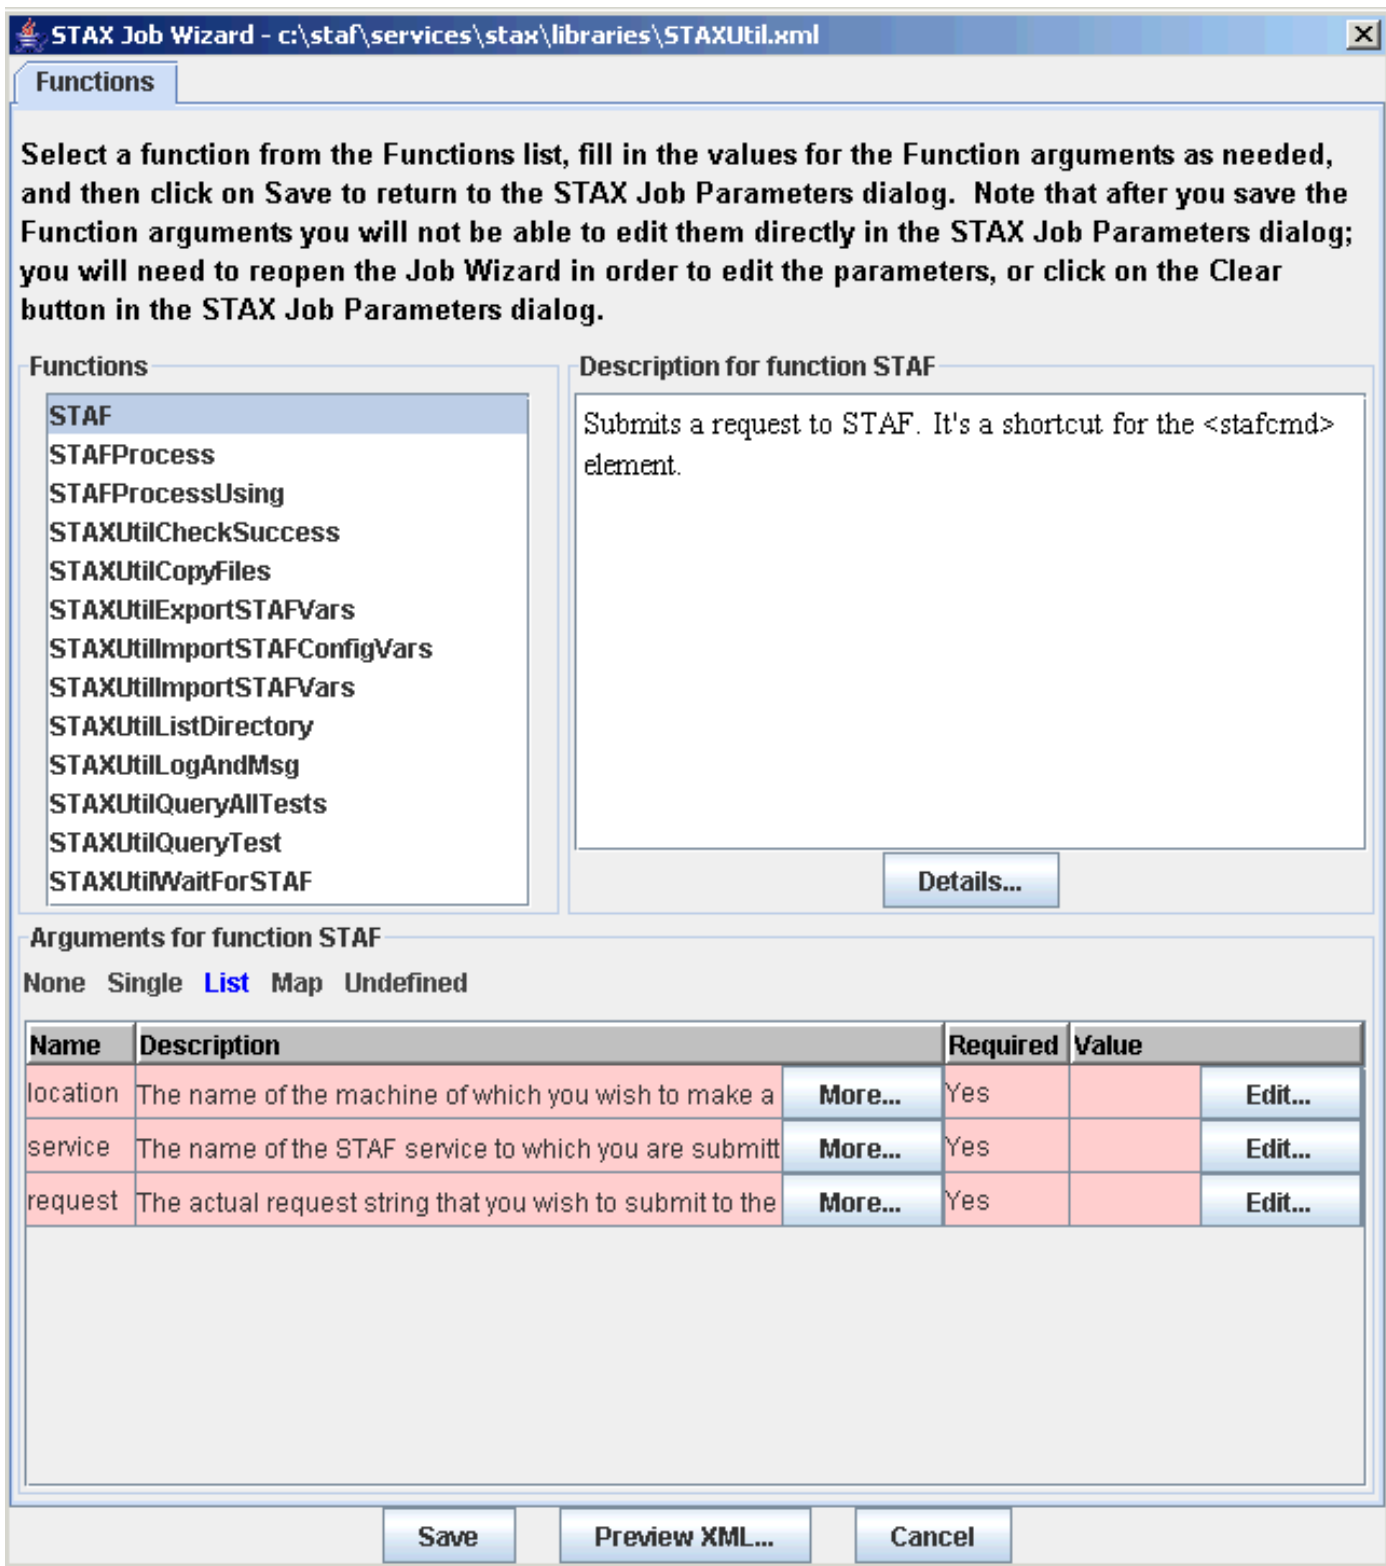 STAX Job Wizard - c:\staf\services\stax\libraries\STAXUtil.xml
Functions
Select a function from the Functions list, fill in the values for the Function arguments as needed,
and then click on Save to return to the STAX Job Parameters dialog.  Note that after you save the
Function arguments you will not be able to edit them directly in the STAX Job Parameters dialog;
you will need to reopen the Job Wizard in order to edit the parameters, or click on the Clear
button in the STAX Job Parameters dialog.
Functions
STAF
STAFProcess
STAFProcessUsing
STAXUtilCheckSuccess
STAXUtilCopyFiles
STAXUtilExportSTAFVars
STAXUtilImportSTAFConfigVars
STAXUtilImportSTAFVars
STAXUtilListDirectory
STAXUtilLogAndMsg
STAXUtilQueryAllTests
STAXUtilQueryTest
STAXUtilWaitForSTAF
Description for function STAF
Submits a request to STAF. It's a shortcut for the <stafcmd>
element.
Details...
Arguments for function STAF
None Single List Map Undefined
Name Description Required Value
location The name of the machine of which you wish to make a More... Yes Edit...
service The name of the STAF service to which you are submitt More... Yes Edit...
request The actual request string that you wish to submit to the More... Yes Edit...
Save Preview XML... Cancel